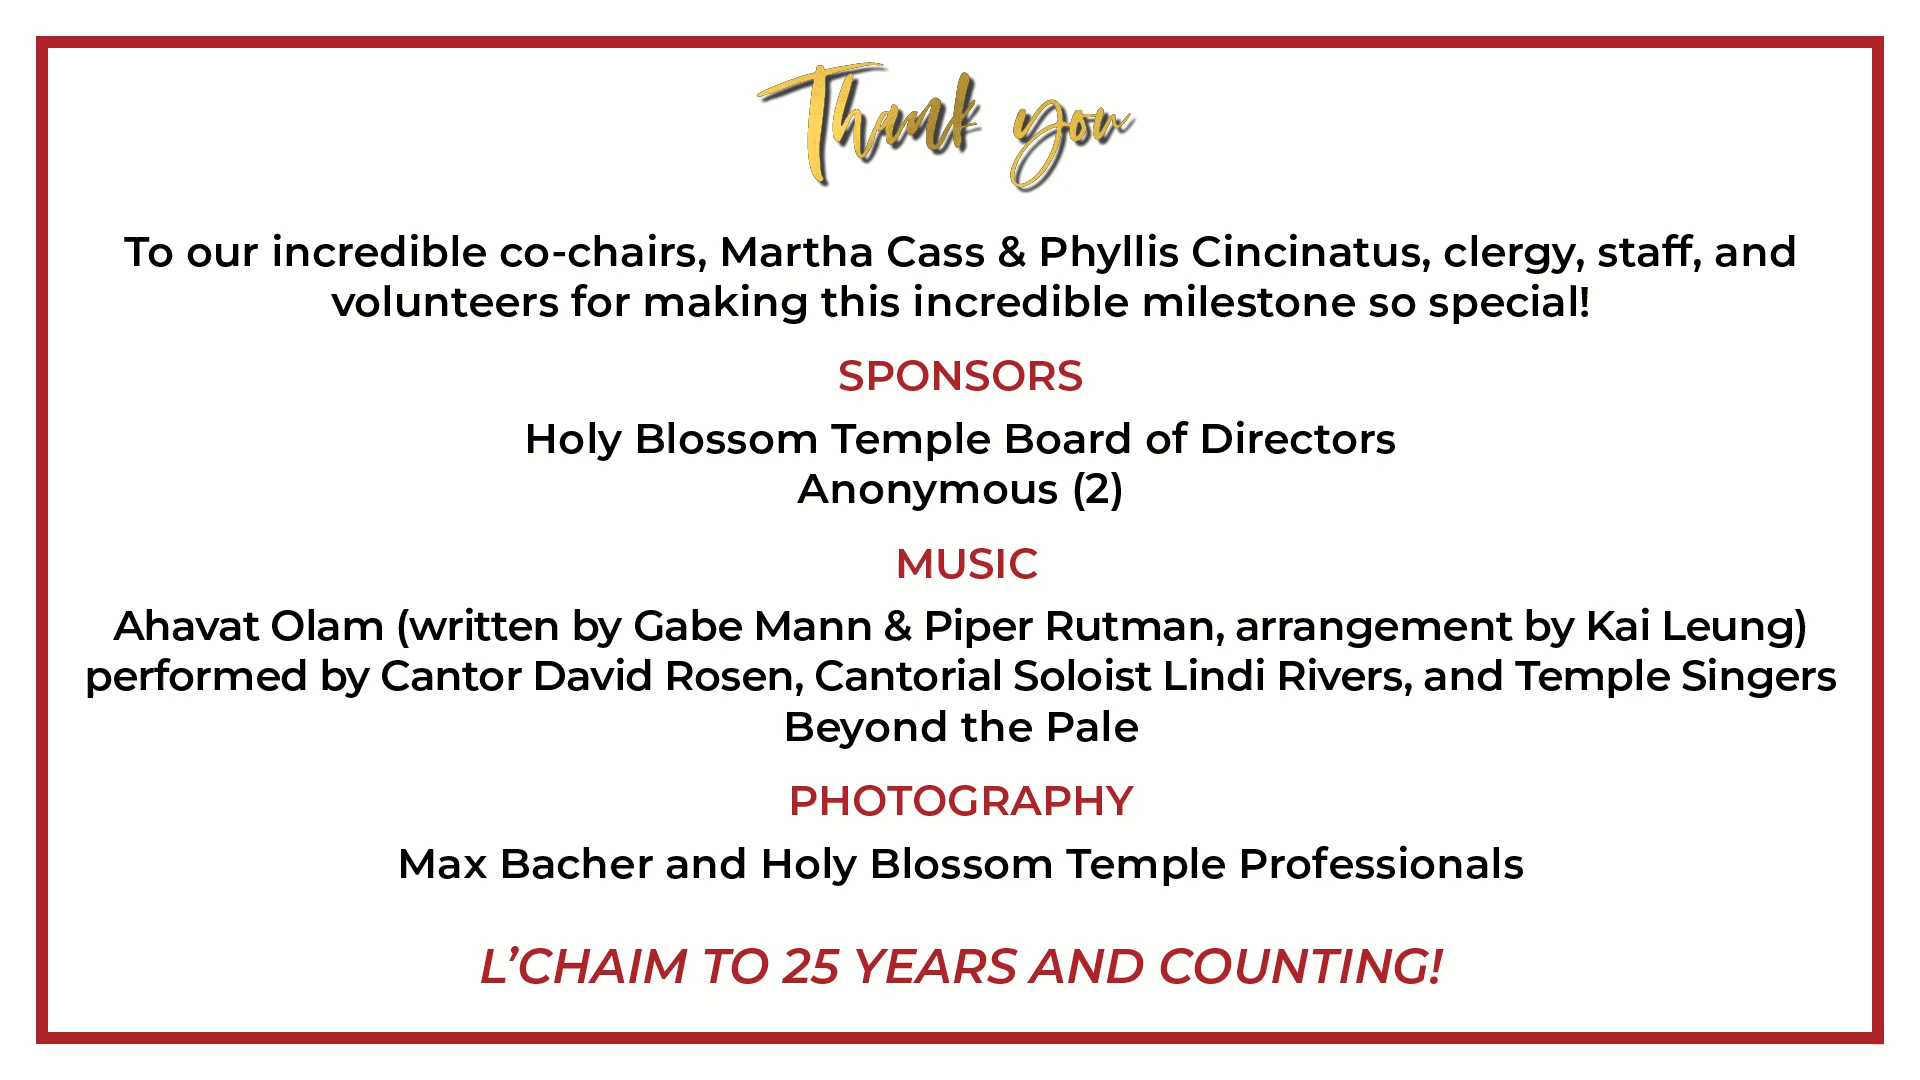 Thank you
To our incredible co-chairs, Martha Cass & Phyllis Cincinatus, clergy, staff, and
volunteers for making this incredible milestone so special!
SPONSORS
Holy Blossom Temple Board of Directors
Anonymous (2)
MUSIC
Ahavat Olam (written by Gabe Mann & Piper Rutman, arrangement by Kai Leung)
performed by Cantor David Rosen, Cantorial Soloist Lindi Rivers, and Temple Singers
Beyond the Pale
PHOTOGRAPHY
Max Bacher and Holy Blossom Temple Professionals
L’CHAIM TO 25 YEARS AND COUNTING!